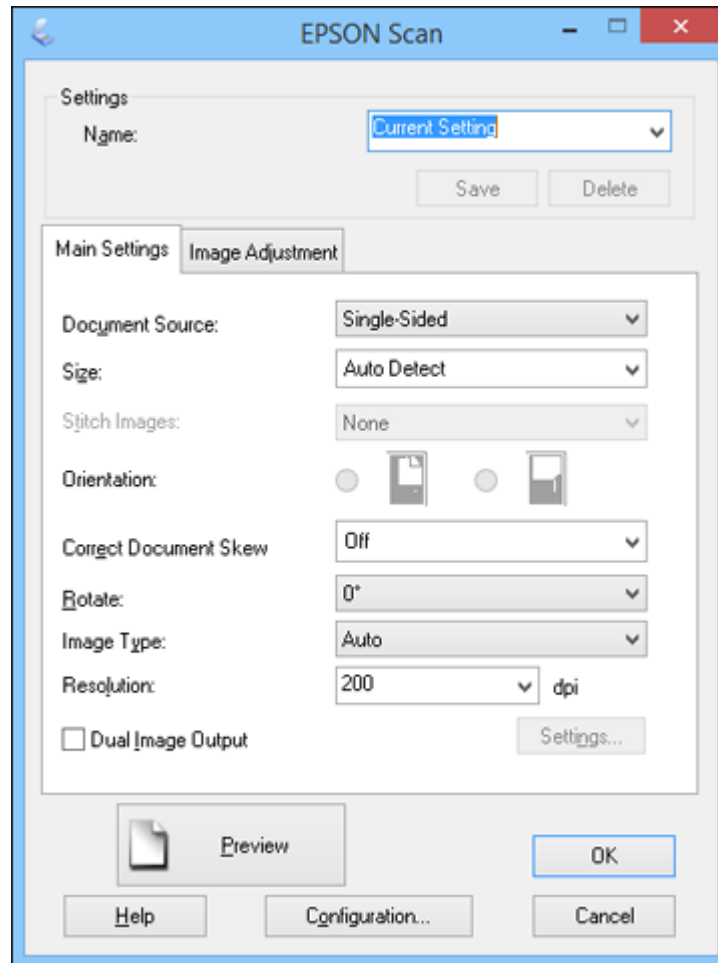 EPSON Scan
Settings
Name: Current Setting
Save Delete
Main Settings Image Adjustment
Document Source: Single-Sided
Size: Auto Detect
Stitch Images: None
Orientation:
Correct Document Skew Off
Rotate: 0°
Image Type: Auto
Resolution: 200 dpi
Dual Image Output Settings...
Preview
OK
Help Configuration... Cancel